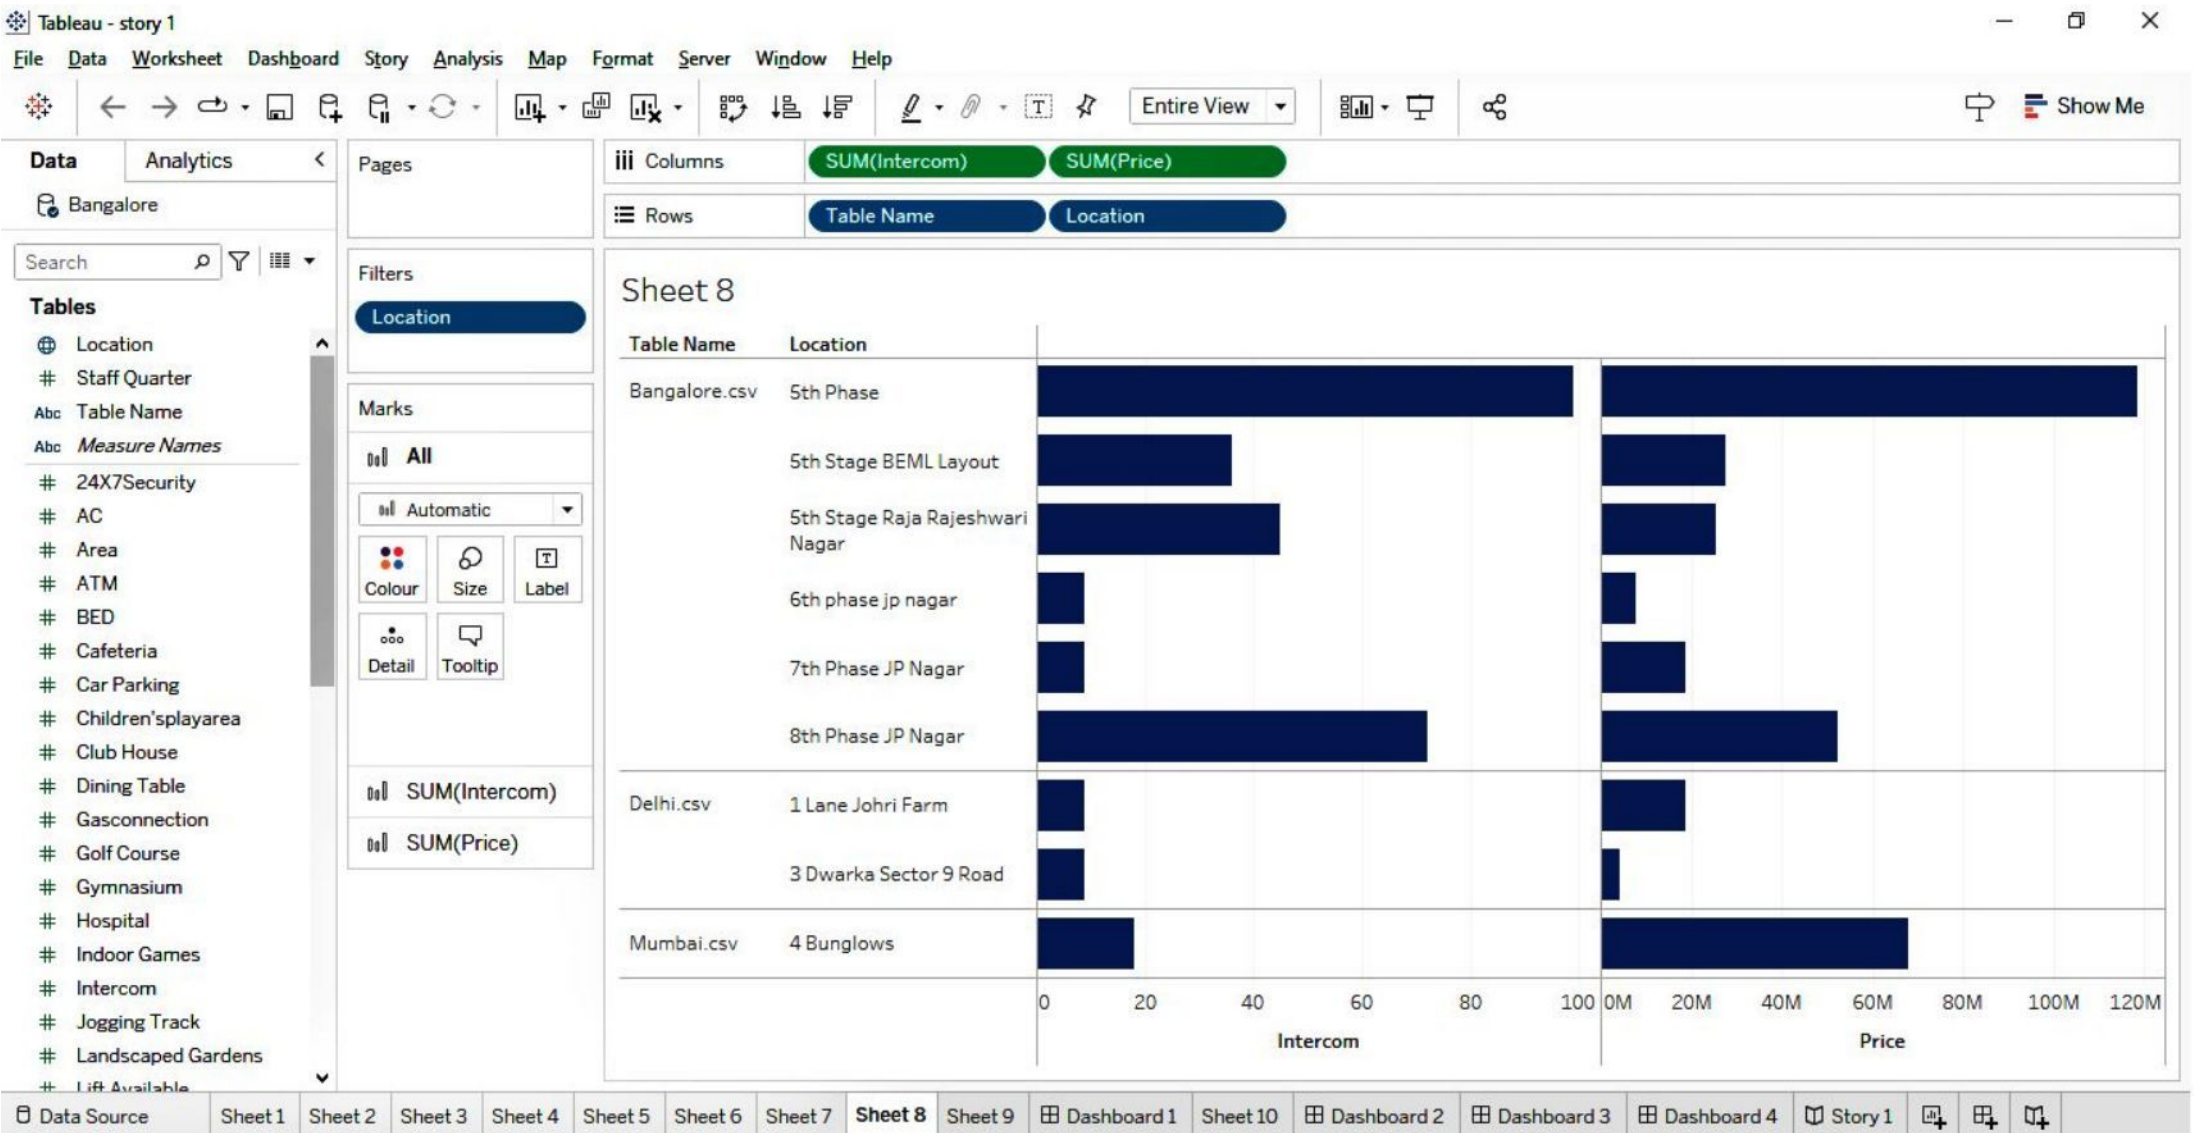 Tableau - story 1
File Data Worksheet Dashboard Story Analysis Map Format Server Window Help
Entire View
Show Me
Data Analytics
Bangalore
Search
Tables
Location
# Staff Quarter
Abc Table Name
Abc Measure Names
# 24X7Security
# AC
# Area
# ATM
# BED
# Cafeteria
# Car Parking
# Children'splayarea
# Club House
# Dining Table
# Gasconnection
# Golf Course
# Gymnasium
# Hospital
# Indoor Games
# Intercom
# Jogging Track
# Landscaped Gardens
# Lift Available
Pages
Filters
Location
Marks
All
Automatic
Colour Size Label
Detail Tooltip
SUM(Intercom)
SUM(Price)
Columns SUM(Intercom) SUM(Price)
Rows Table Name Location
Sheet 8
Table Name Location
Bangalore.csv 5th Phase
5th Stage BEML Layout
5th Stage Raja Rajeshwari
Nagar
6th phase jp nagar
7th Phase JP Nagar
8th Phase JP Nagar
Delhi.csv 1 Lane Johri Farm
3 Dwarka Sector 9 Road
Mumbai.csv 4 Bunglows
0 20 40 60 80 100 0M 20M 40M 60M 80M 100M 120M
Intercom Price
Data Source Sheet 1 Sheet 2 Sheet 3 Sheet 4 Sheet 5 Sheet 6 Sheet 7 Sheet 8 Sheet 9 Dashboard 1 Sheet 10 Dashboard 2 Dashboard 3 Dashboard 4 Story 1